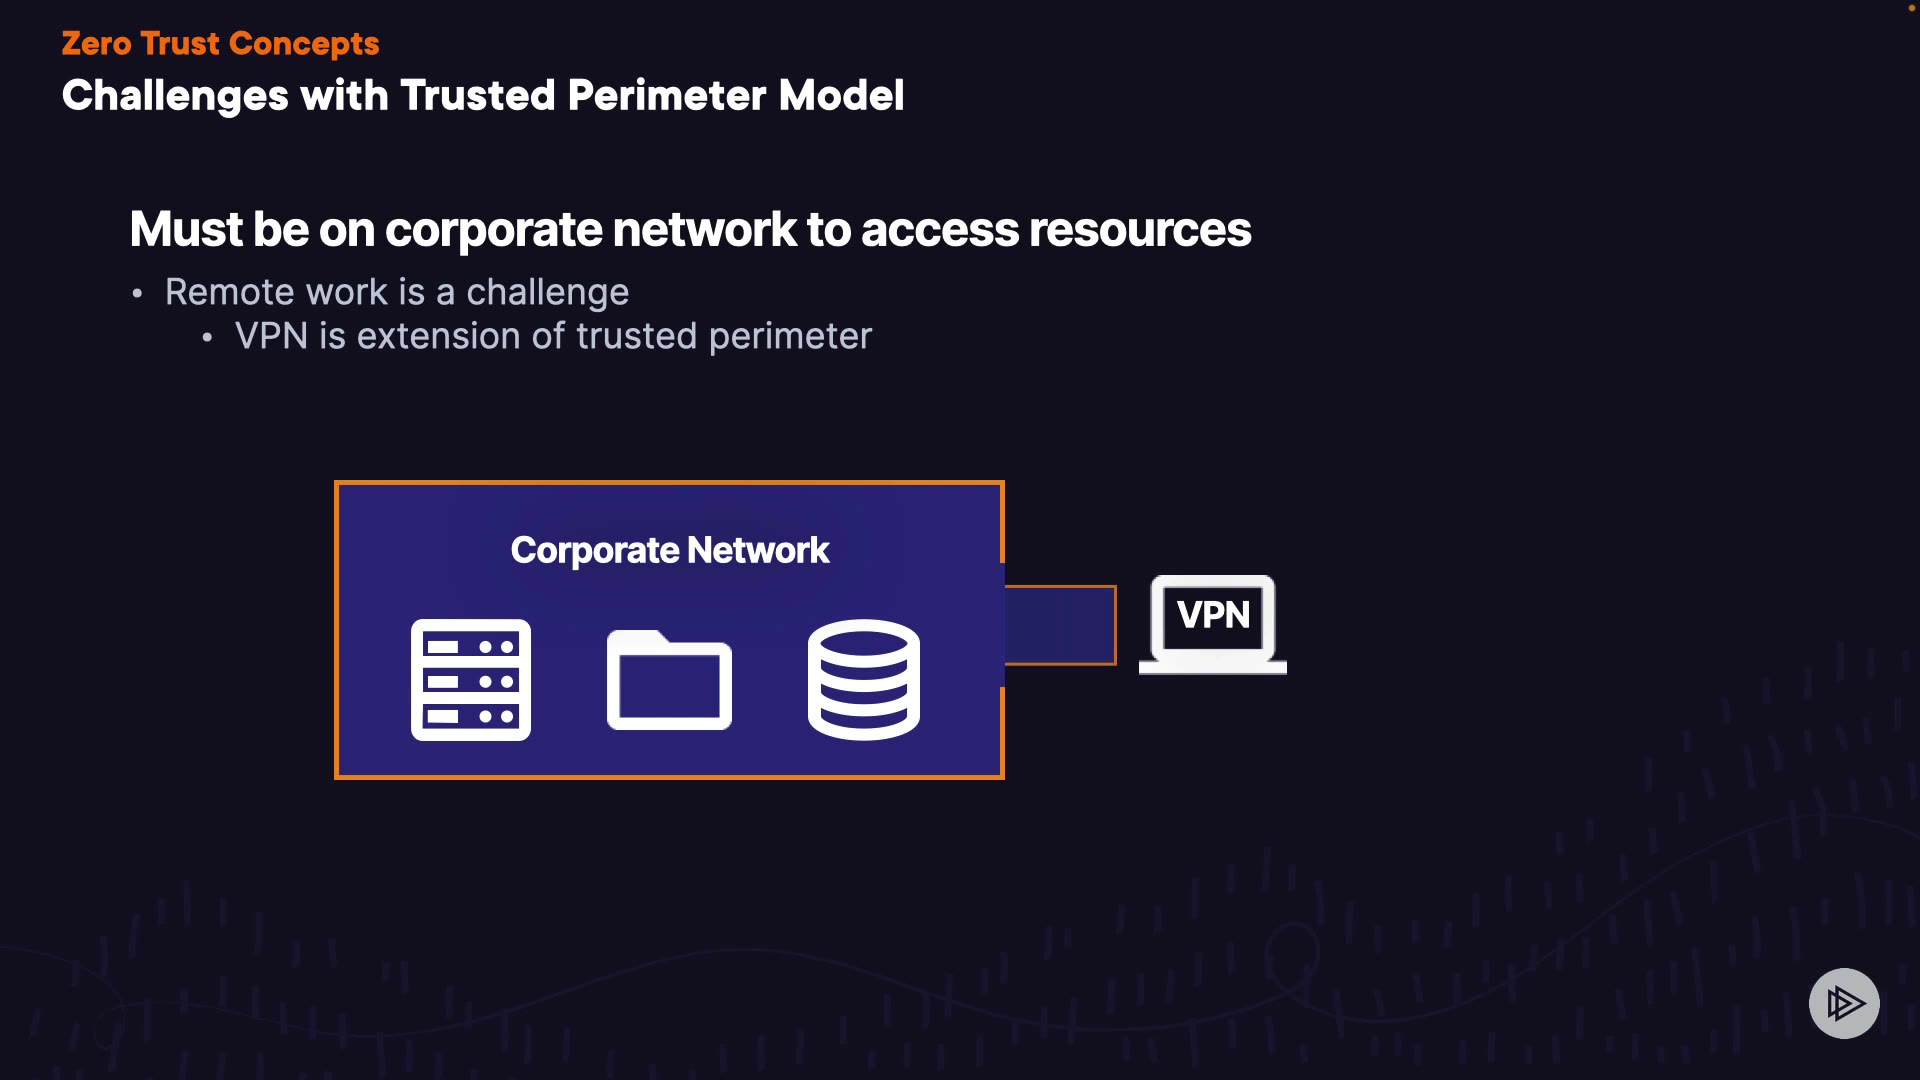 Zero Trust Concepts
Challenges with Trusted Perimeter Model
Must be on corporate network to access resources
• Remote work is a challenge
• VPN is extension of trusted perimeter
Corporate Network
VPN